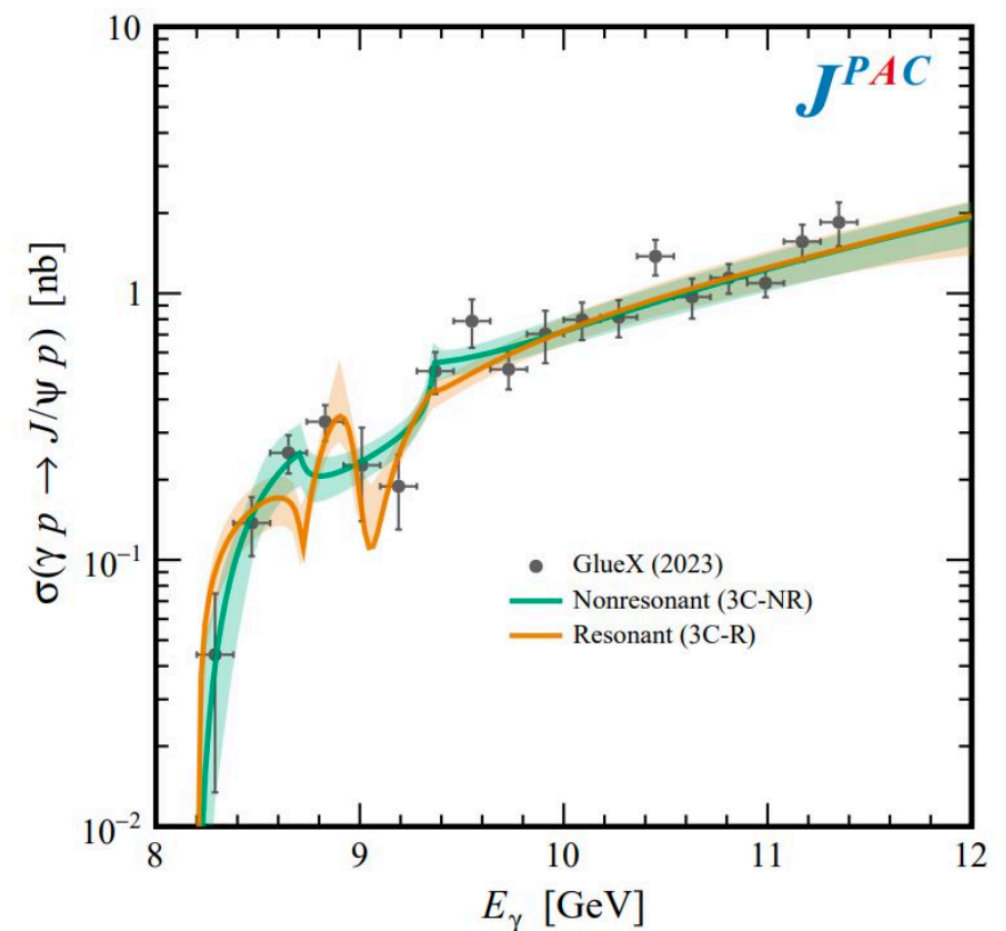 10
J^PAC
1
10⁻¹
10⁻²
σ(γ p → J/ψ p) [nb]
GlueX (2023)
Nonresonant (3C-NR)
Resonant (3C-R)
8 9 10 11 12
E_γ [GeV]